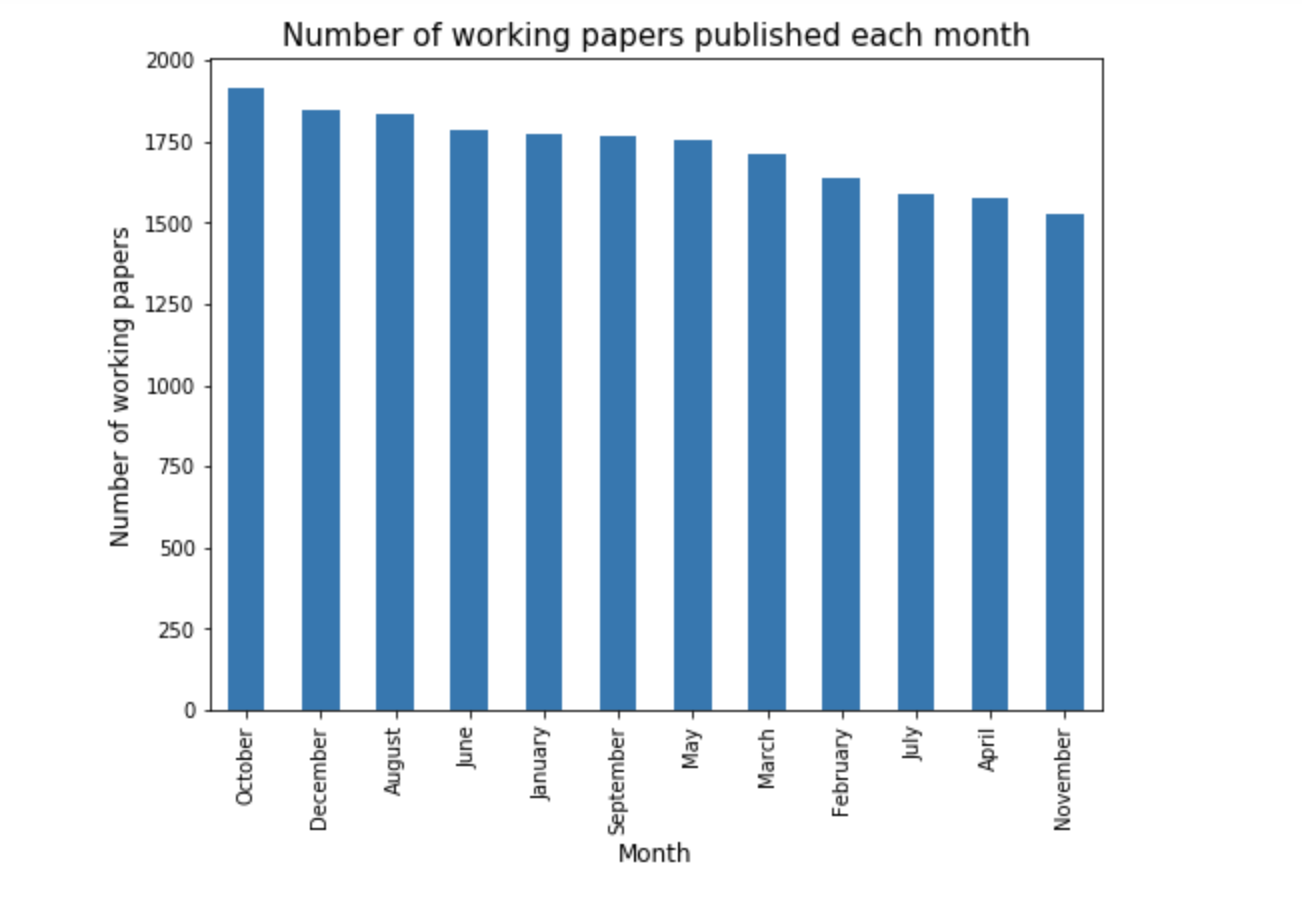 Number of working papers published each month
2000
1750
1500
1250
1000
750
500
250
0
Number of working papers
October
December
August
June
January
September
May
March
February
July
April
November
Month